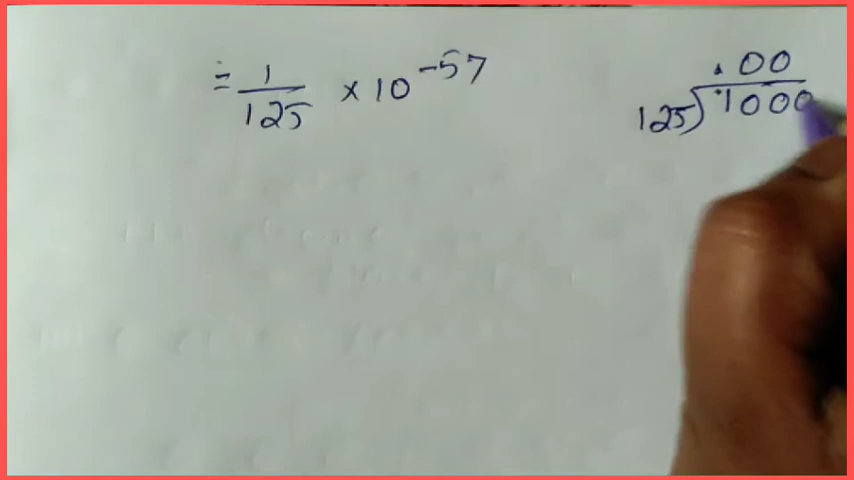 = 1/125 × 10^-57
.00
125)1000